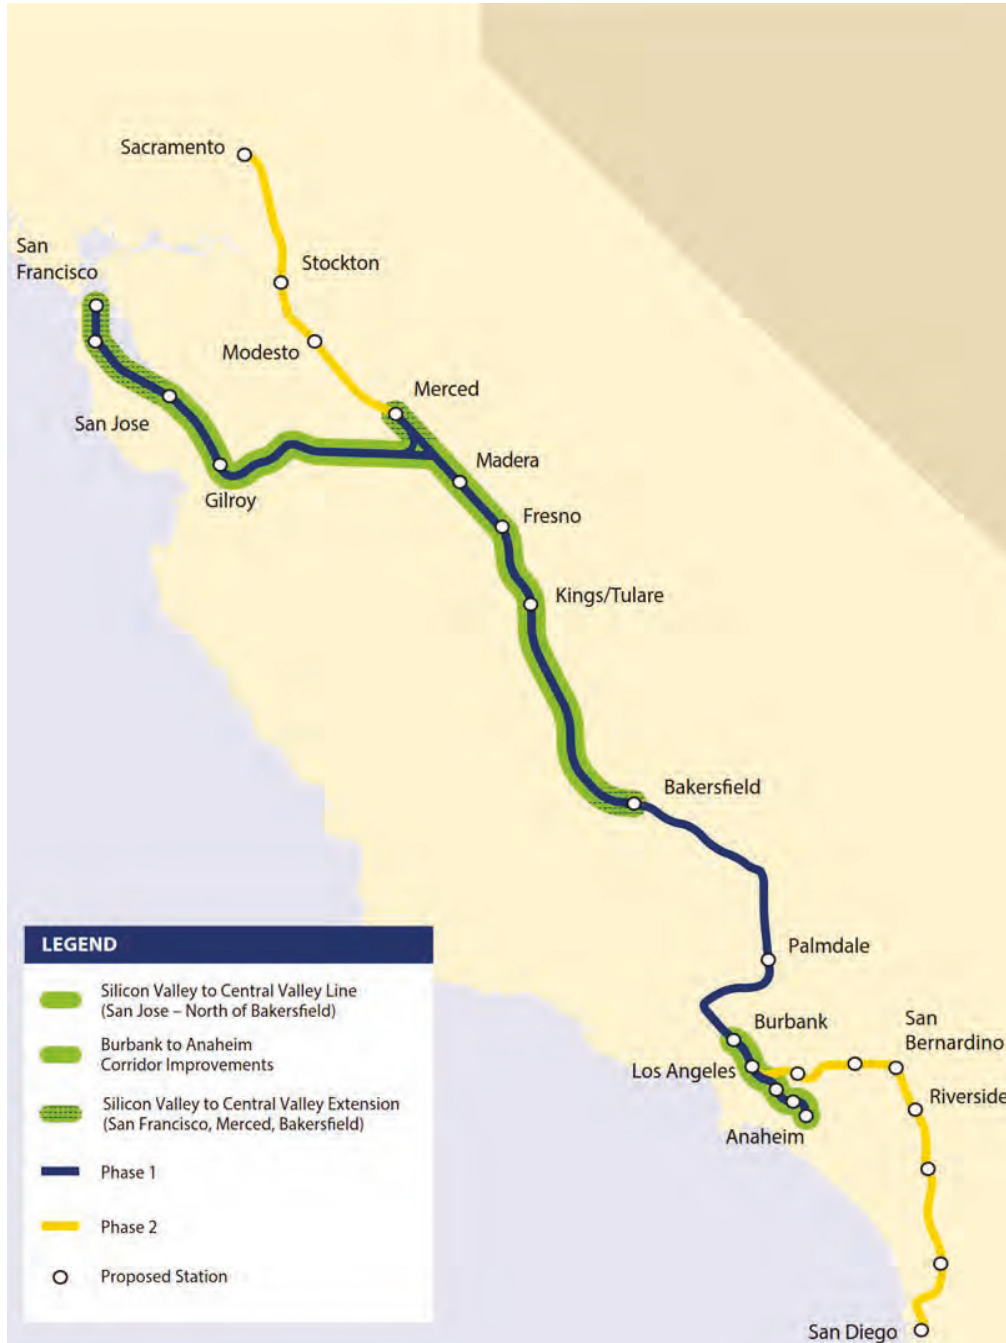 Sacramento
San
Francisco
Stockton
Modesto
Merced
San Jose
Madera
Gilroy
Fresno
Kings/Tulare
Bakersfield
Palmdale
Burbank
San
Bernardino
Los Angeles
Riverside
Anaheim
San Diego
LEGEND
Silicon Valley to Central Valley Line
(San Jose – North of Bakersfield)
Burbank to Anaheim
Corridor Improvements
Silicon Valley to Central Valley Extension
(San Francisco, Merced, Bakersfield)
Phase 1
Phase 2
Proposed Station